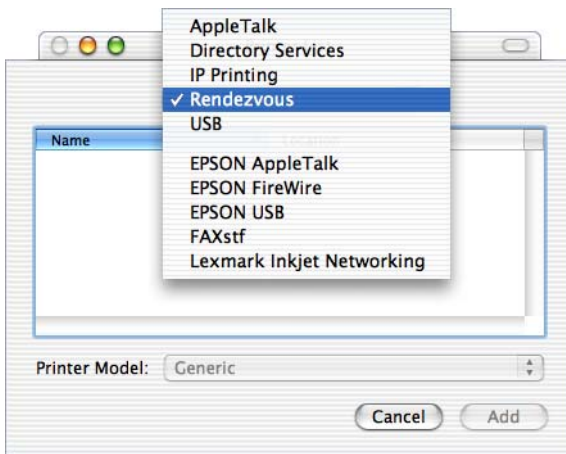 AppleTalk
Directory Services
IP Printing
✓ Rendezvous
USB
EPSON AppleTalk
EPSON FireWire
EPSON USB
FAXstf
Lexmark Inkjet Networking
Name Location
Printer Model: Generic
Cancel Add